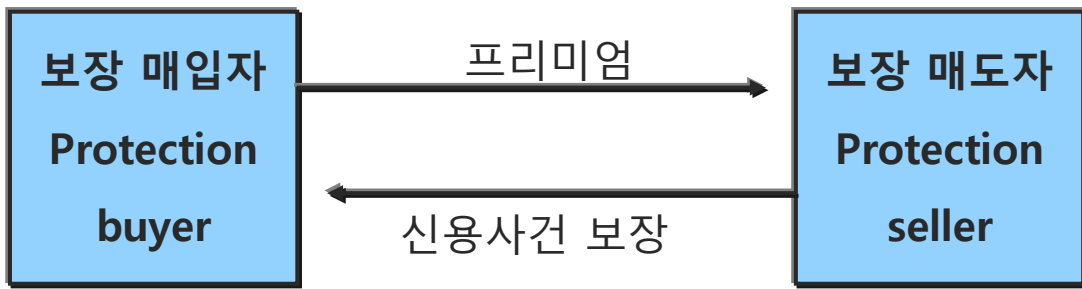 보장 매입자
Protection
buyer
프리미엄
신용사건 보장
보장 매도자
Protection
seller